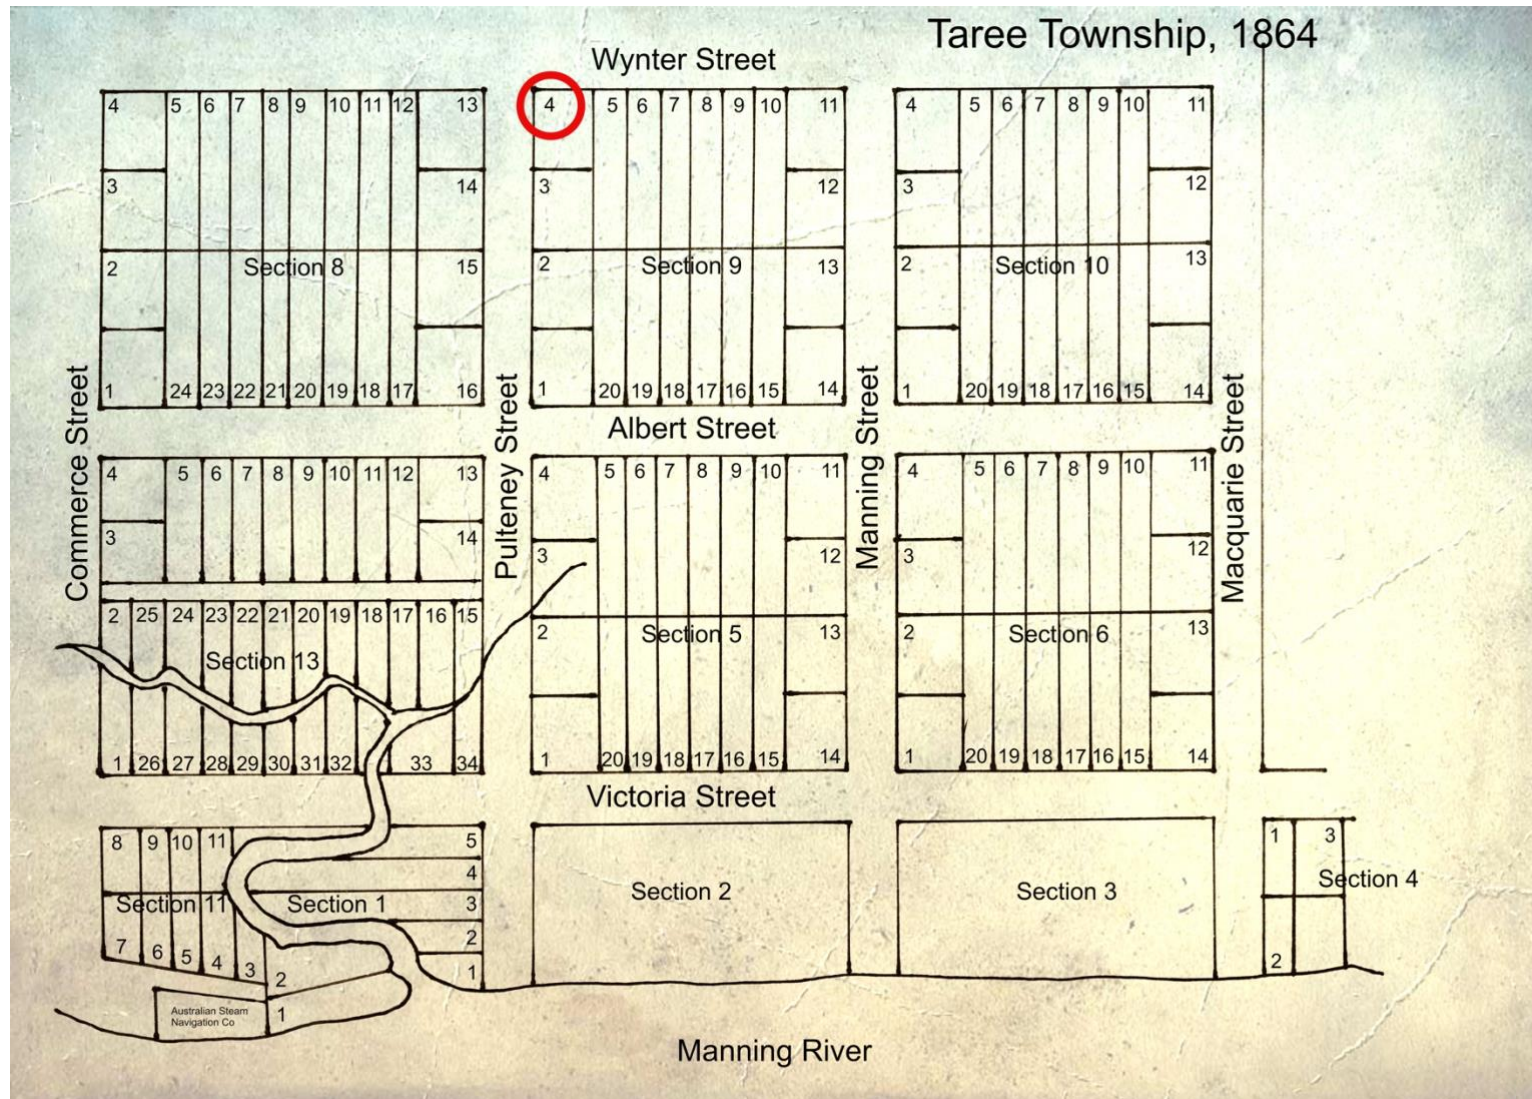 Taree Township, 1864
Wynter Street
4 5 6 7 8 9 10 11 12 13
4 5 6 7 8 9 10 11
4 5 6 7 8 9 10 11
3 14
3 12
3 12
2 Section 8 15
2 Section 9 13
2 Section 10 13
1 24 23 22 21 20 19 18 17 16
1 20 19 18 17 16 15 14
1 20 19 18 17 16 15 14
Commerce Street
Pulteney Street
Albert Street
Manning Street
Macquarie Street
4 5 6 7 8 9 10 11 12 13
4 5 6 7 8 9 10 11
4 5 6 7 8 9 10 11
3 14
3 12
3 12
2 25 24 23 22 21 20 19 18 17 16 15
Section 13
2 Section 5 13
2 Section 6 13
1 26 27 28 29 30 31 32 33 34
1 20 19 18 17 16 15 14
1 20 19 18 17 16 15 14
Victoria Street
8 9 10 11
Section 11
7 6 5 4 3
2
1
Australian Steam
Navigation Co
5
4
Section 1 3
2
1
Section 2
Section 3
1 3
Section 4
2
Manning River